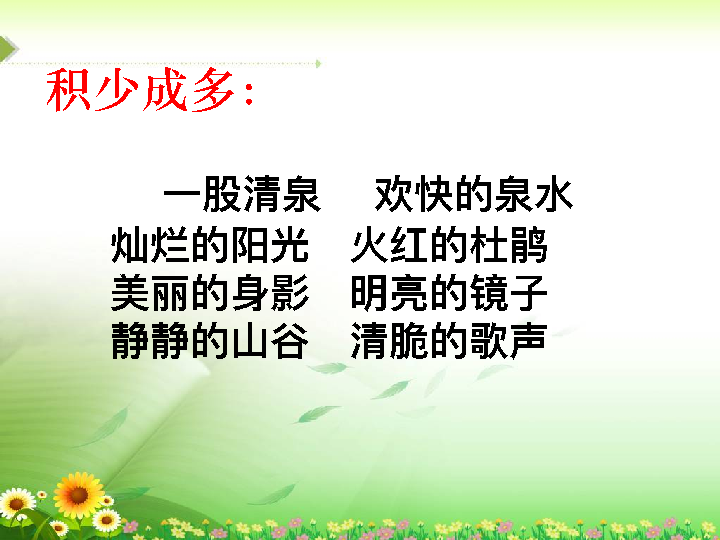 积少成多：
一股清泉 欢快的泉水
灿烂的阳光 火红的杜鹃
美丽的身影 明亮的镜子
静静的山谷 清脆的歌声